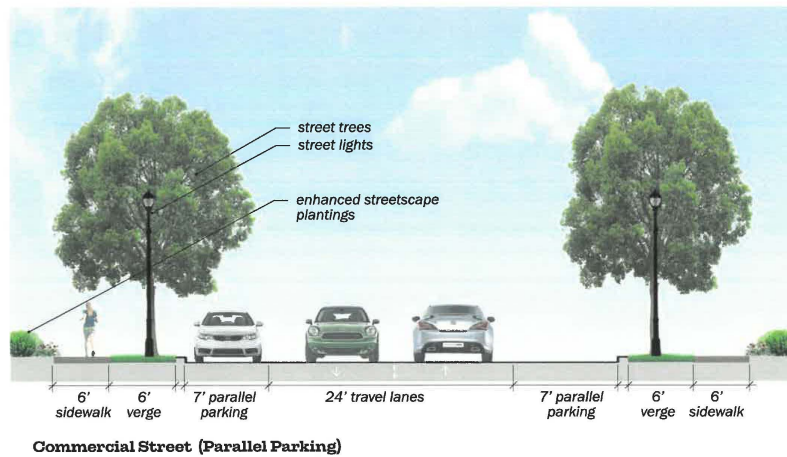 street trees
street lights
enhanced streetscape
plantings
6' sidewalk
6' verge
7' parallel parking
24' travel lanes
7' parallel parking
6' verge
6' sidewalk
Commercial Street (Parallel Parking)